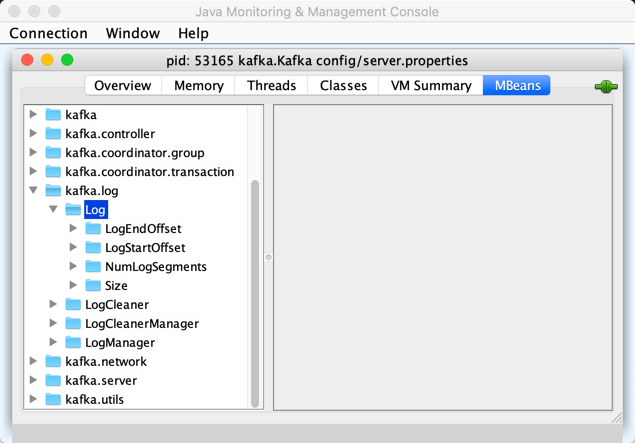 Java Monitoring & Management Console
Connection Window Help
pid: 53165 kafka.Kafka config/server.properties
Overview Memory Threads Classes VM Summary MBeans
kafka
kafka.controller
kafka.coordinator.group
kafka.coordinator.transaction
kafka.log
Log
LogEndOffset
LogStartOffset
NumLogSegments
Size
LogCleaner
LogCleanerManager
LogManager
kafka.network
kafka.server
kafka.utils